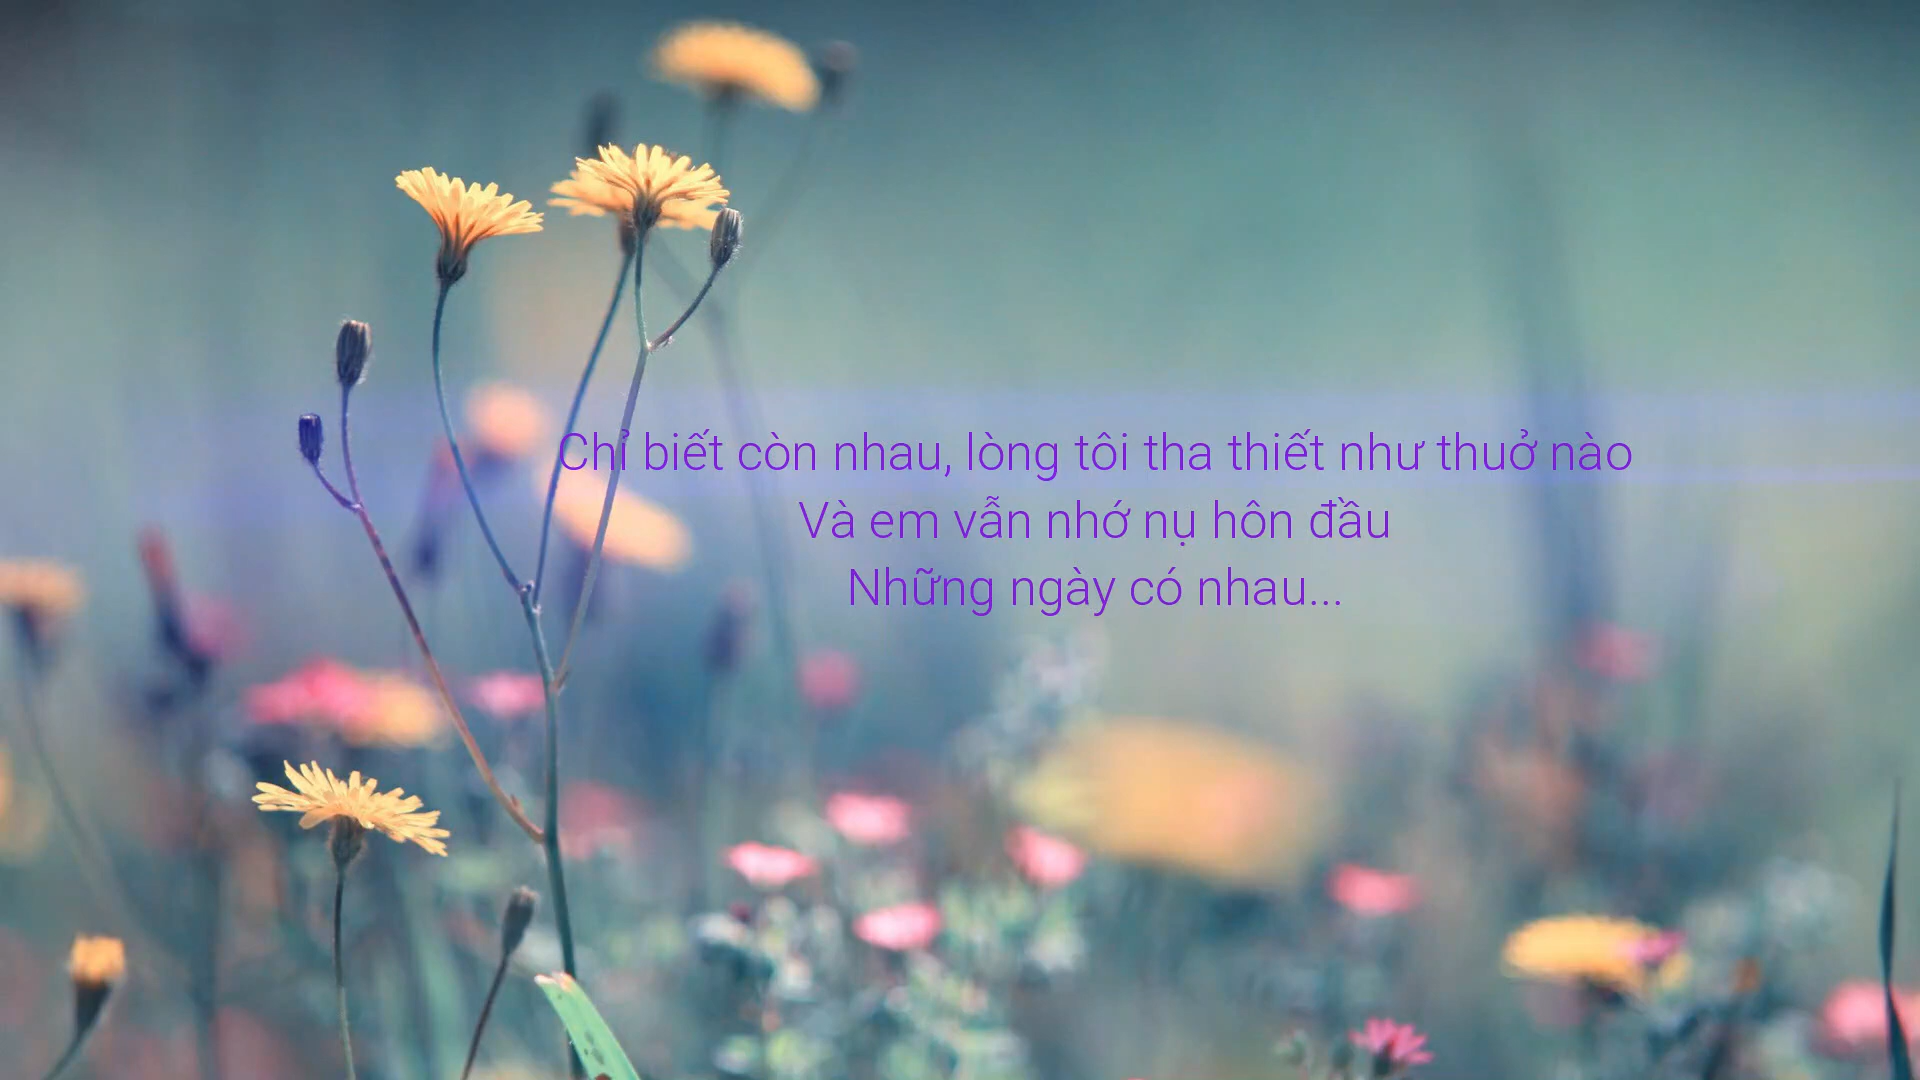 Chỉ biết còn nhau, lòng tôi tha thiết như thuở nào
Và em vẫn nhớ nụ hôn đầu
Những ngày có nhau...